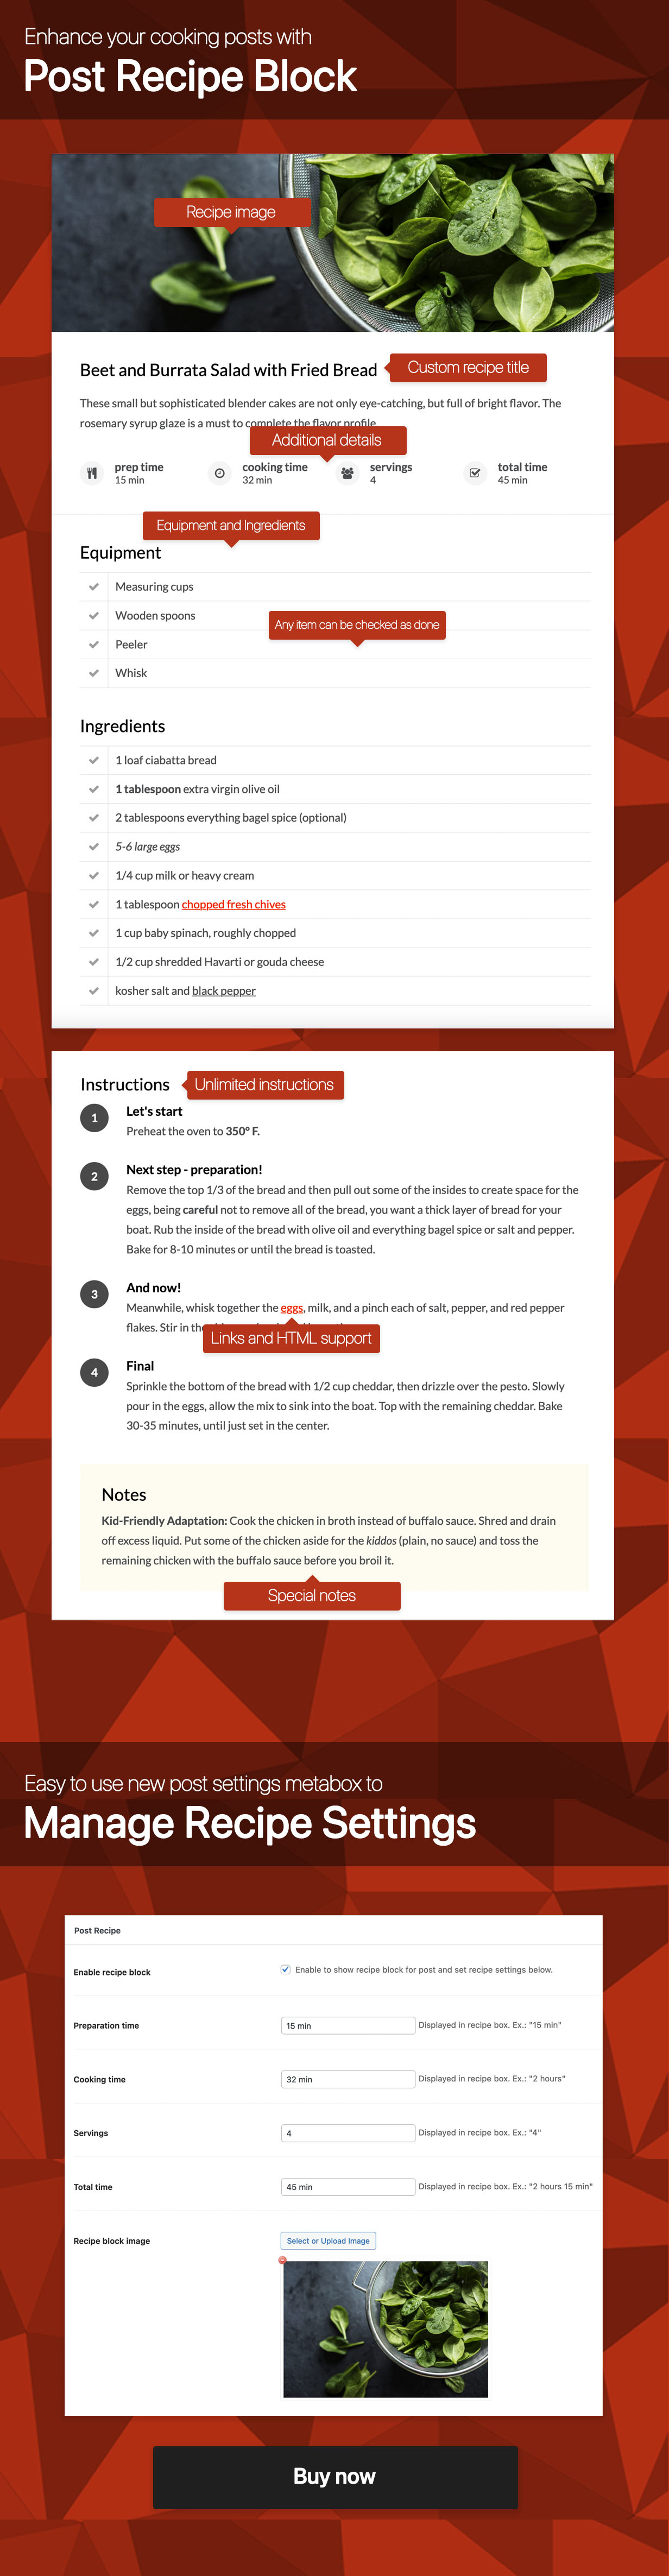 Enhance your cooking posts with
Post Recipe Block
Recipe image
Beet and Burrata Salad with Fried Bread
Custom recipe title
These small but sophisticated blender cakes are not only eye-catching, but full of bright flavor. The
rosemary syrup glaze is a must to complete the flavor profile.
Additional details
prep time
15 min
cooking time
32 min
servings
4
total time
45 min
Equipment and Ingredients
Equipment
Measuring cups
Wooden spoons
Any item can be checked as done
Peeler
Whisk
Ingredients
1 loaf ciabatta bread
1 tablespoon extra virgin olive oil
2 tablespoons everything bagel spice (optional)
5-6 large eggs
1/4 cup milk or heavy cream
1 tablespoon chopped fresh chives
1 cup baby spinach, roughly chopped
1/2 cup shredded Havarti or gouda cheese
kosher salt and black pepper
Instructions
Unlimited instructions
1
Let's start
Preheat the oven to 350° F.
2
Next step - preparation!
Remove the top 1/3 of the bread and then pull out some of the insides to create space for the
eggs, being careful not to remove all of the bread, you want a thick layer of bread for your
boat. Rub the inside of the bread with olive oil and everything bagel spice or salt and pepper.
Bake for 8-10 minutes or until the bread is toasted.
3
And now!
Meanwhile, whisk together the eggs, milk, and a pinch each of salt, pepper, and red pepper
flakes. Stir in the
Links and HTML support
4
Final
Sprinkle the bottom of the bread with 1/2 cup cheddar, then drizzle over the pesto. Slowly
pour in the eggs, allow the mix to sink into the boat. Top with the remaining cheddar. Bake
30-35 minutes, until just set in the center.
Notes
Kid-Friendly Adaptation: Cook the chicken in broth instead of buffalo sauce. Shred and drain
off excess liquid. Put some of the chicken aside for the kiddos (plain, no sauce) and toss the
remaining chicken with the buffalo sauce before you broil it.
Special notes
Easy to use new post settings metabox to
Manage Recipe Settings
Post Recipe
Enable recipe block
Enable to show recipe block for post and set recipe settings below.
Preparation time
15 min
Displayed in recipe box. Ex.: "15 min"
Cooking time
32 min
Displayed in recipe box. Ex.: "2 hours"
Servings
4
Displayed in recipe box. Ex.: "4"
Total time
45 min
Displayed in recipe box. Ex.: "2 hours 15 min"
Recipe block image
Select or Upload Image
Buy now